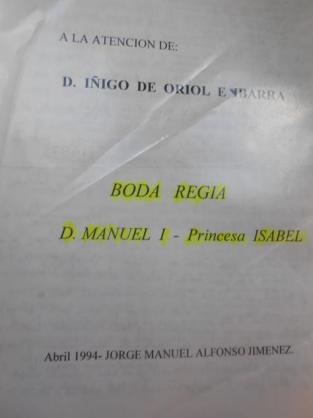 A LA ATENCION DE:
D. IÑIGO DE ORIOL
BODA REGIA
D. MANUEL I - Princesa ISABEL
Abril 1994- JORGE MANUEL ALFONSO JIMENEZ.